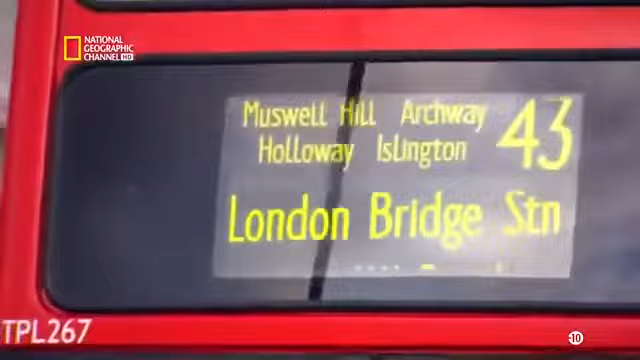 NATIONAL
GEOGRAPHIC
CHANNEL HD
Muswell Hill Archway
Holloway Islington
43
London Bridge Stn
TPL267
-10